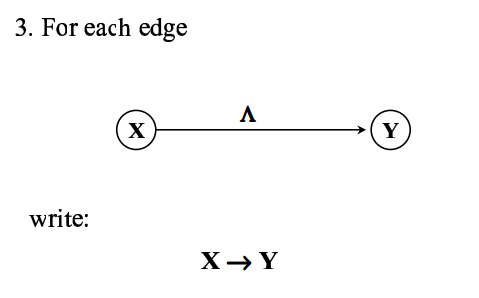 3. For each edge
Λ
X Y
write:
X → Y